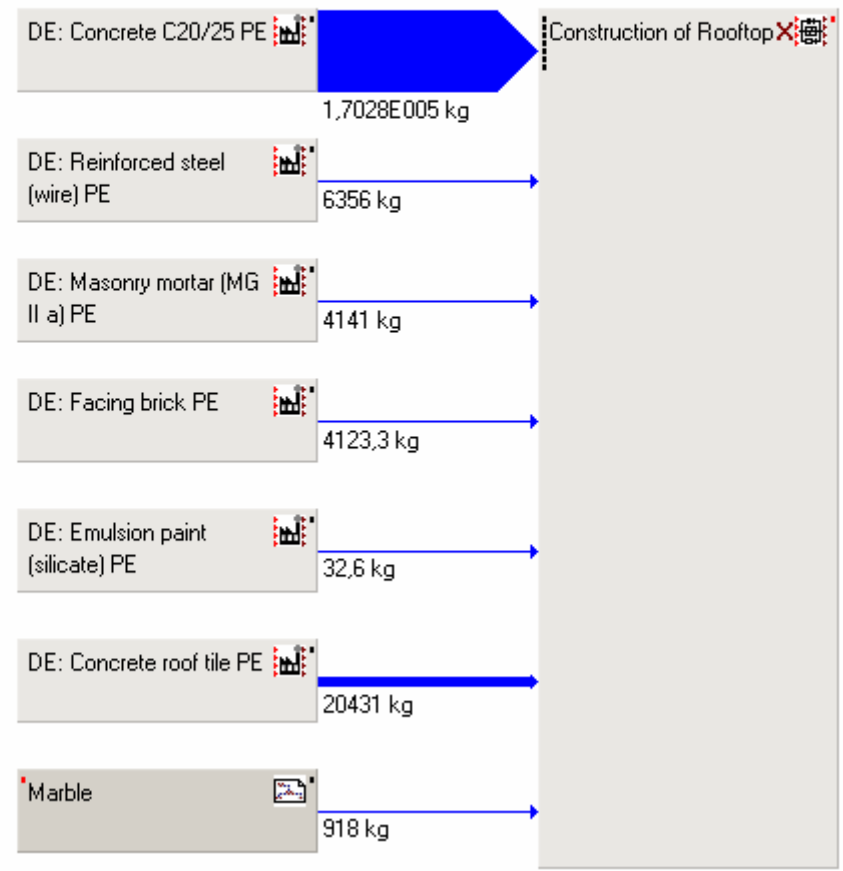 DE: Concrete C20/25 PE
Construction of Rooftop
1,7028E005 kg
DE: Reinforced steel
(wire) PE
6356 kg
DE: Masonry mortar (MG
II a) PE
4141 kg
DE: Facing brick PE
4123,3 kg
DE: Emulsion paint
(silicate) PE
32,6 kg
DE: Concrete roof tile PE
20431 kg
Marble
918 kg